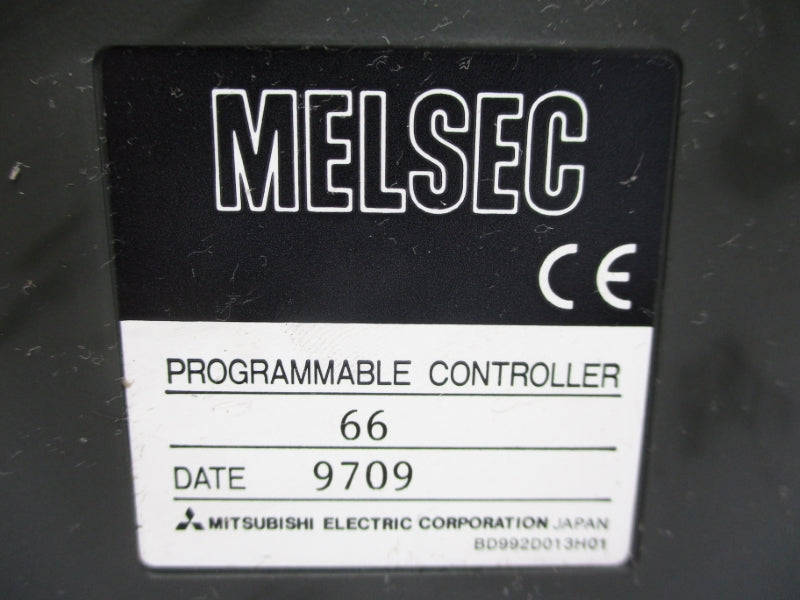 MELSEC
CE
PROGRAMMABLE CONTROLLER
66
DATE 9709
MITSUBISHI ELECTRIC CORPORATION JAPAN
BD992D013H01